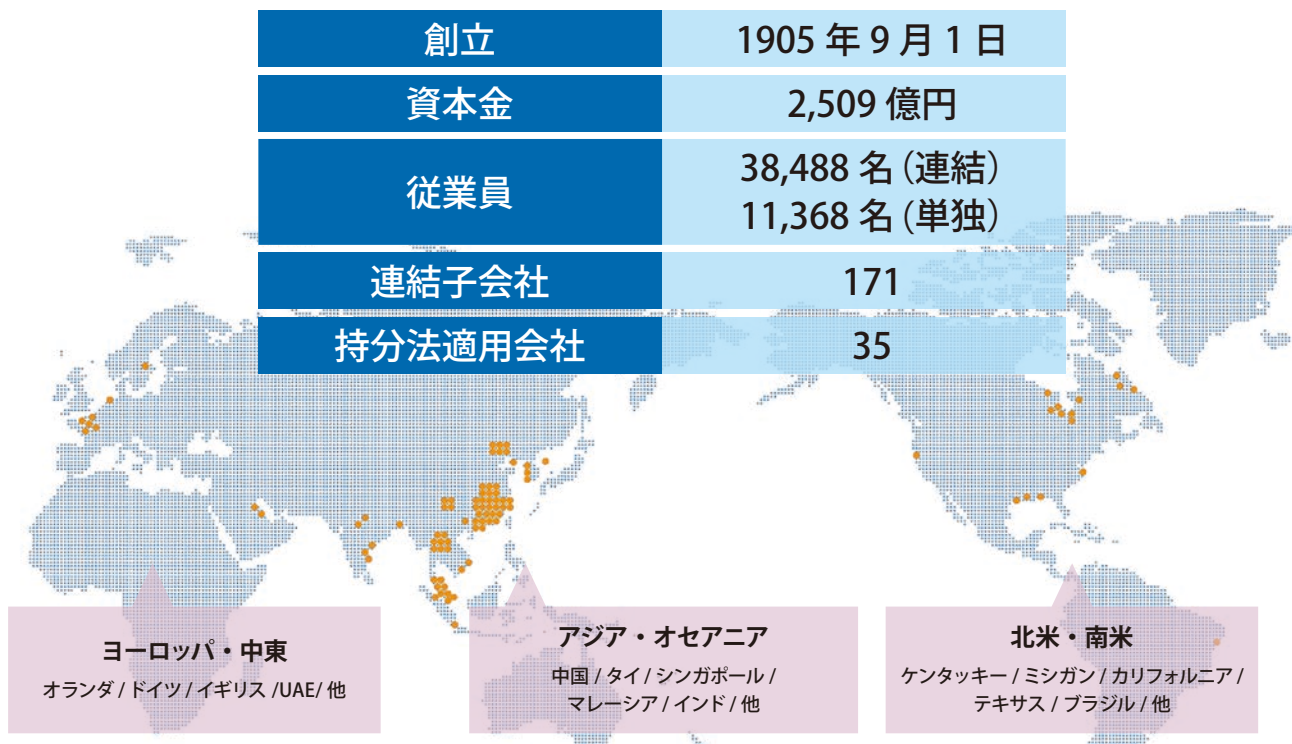 創立
1905 年 9 月 1 日
資本金
2,509 億円
従業員
38,488 名（連結）
11,368 名（単独）
連結子会社
171
持分法適用会社
35
ヨーロッパ・中東
オランダ / ドイツ / イギリス /UAE/ 他
アジア・オセアニア
中国 / タイ / シンガポール /
マレーシア / インド / 他
北米・南米
ケンタッキー / ミシガン / カリフォルニア /
テキサス / ブラジル / 他